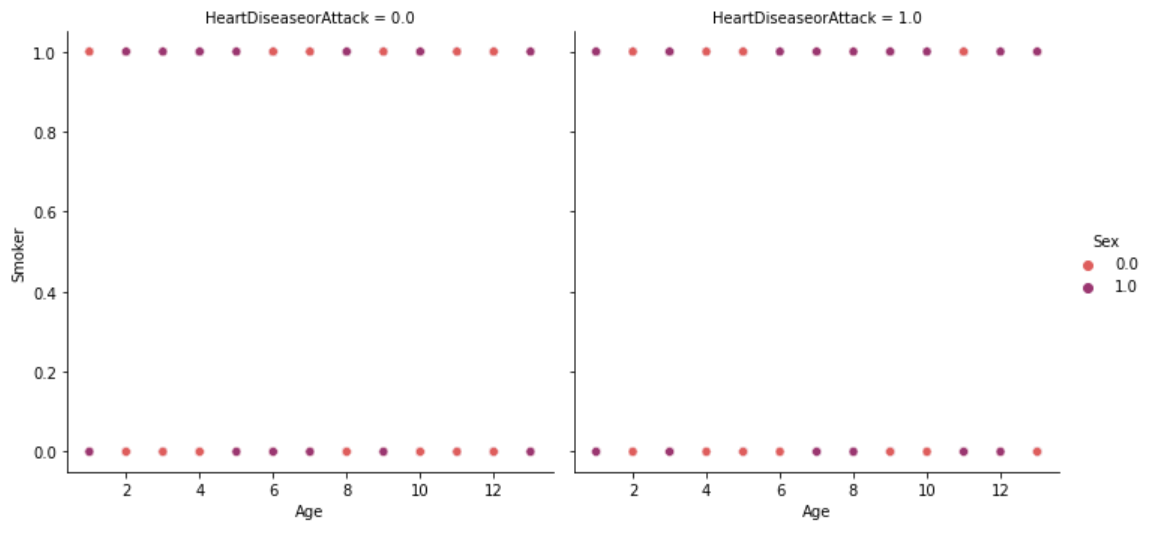 HeartDiseaseorAttack = 0.0
HeartDiseaseorAttack = 1.0
1.0
0.8
0.6
0.4
0.2
0.0
Smoker
2 4 6 8 10 12
Age
2 4 6 8 10 12
Age
Sex
0.0
1.0